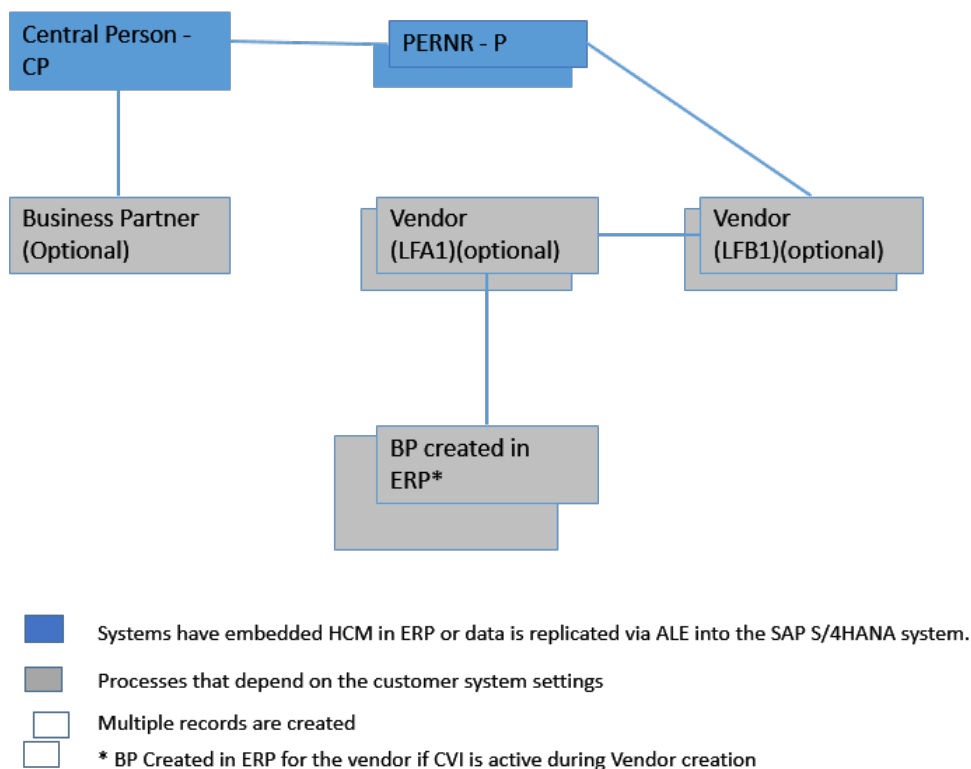 Central Person -
CP
PERNR - P
Business Partner
(Optional)
Vendor
(LFA1)(optional)
Vendor
(LFB1)(optional)
BP created in
ERP*
Systems have embedded HCM in ERP or data is replicated via ALE into the SAP S/4HANA system.
Processes that depend on the customer system settings
Multiple records are created
* BP Created in ERP for the vendor if CVI is active during Vendor creation